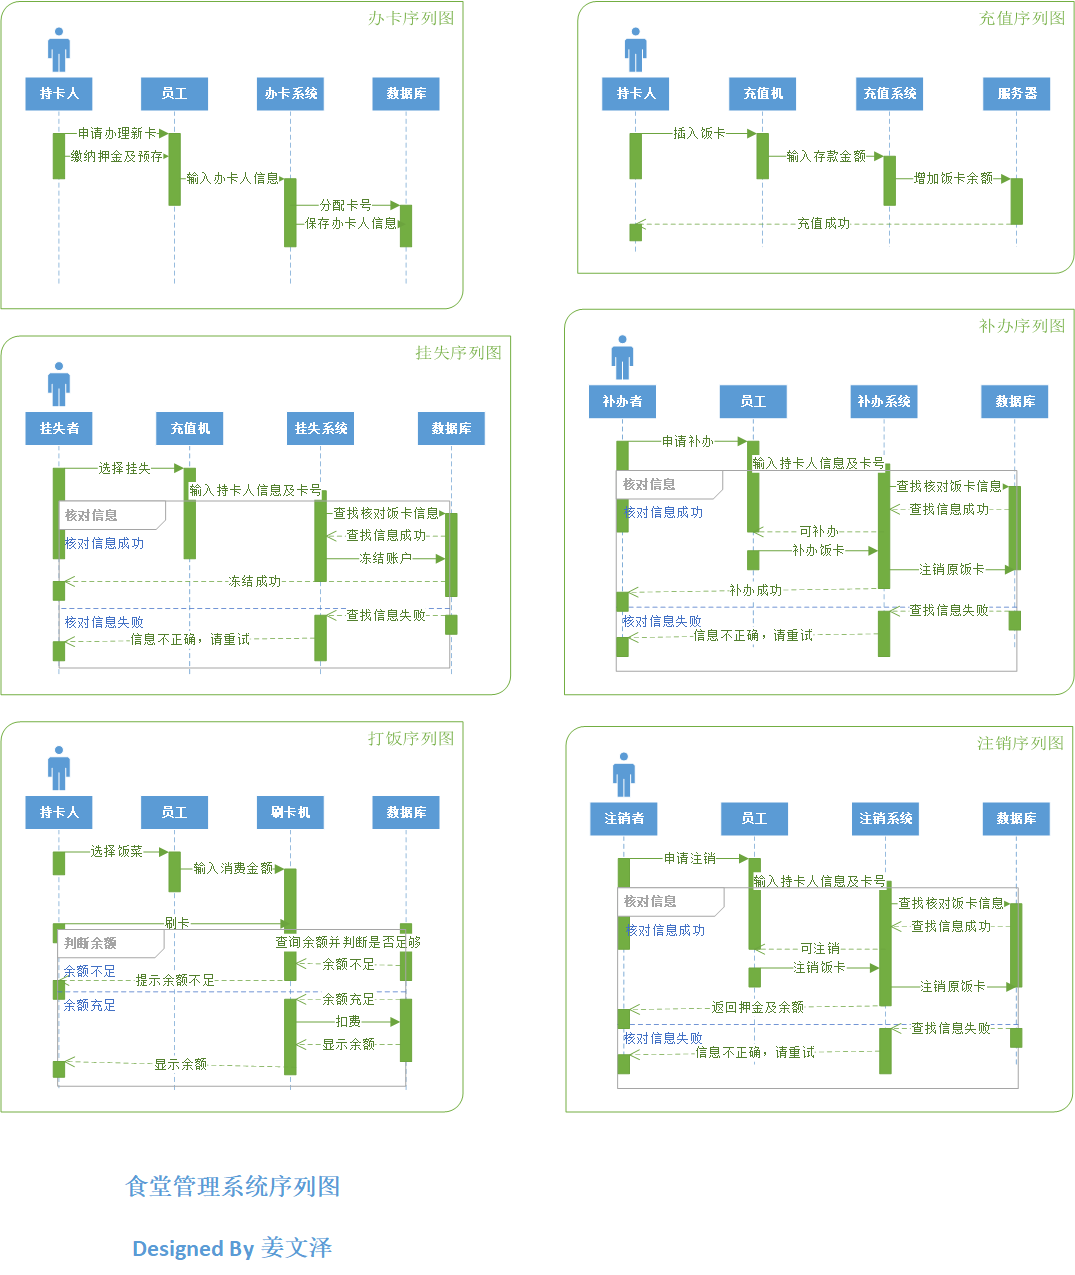 办卡序列图
持卡人
员工
办卡系统
数据库
申请办理新卡
缴纳押金及预存
输入办卡人信息
分配卡号
保存办卡人信息
充值序列图
持卡人
充值机
充值系统
服务器
插入饭卡
输入存款金额
增加饭卡余额
充值成功
挂失序列图
挂失者
充值机
挂失系统
数据库
选择挂失
输入持卡人信息及卡号
核对信息
查找核对饭卡信息
查找信息成功
核对信息成功
冻结账户
冻结成功
核对信息失败
查找信息失败
信息不正确，请重试
补办序列图
补办者
员工
补办系统
数据库
申请补办
输入持卡人信息及卡号
核对信息
查找核对饭卡信息
核对信息成功
查找信息成功
可补办
补办饭卡
注销原饭卡
补办成功
查找信息失败
核对信息失败
信息不正确，请重试
打饭序列图
持卡人
员工
刷卡机
数据库
选择饭菜
输入消费金额
刷卡
判断余额
查询余额并判断是否足够
余额不足
余额不足
提示余额不足
余额充足
余额充足
扣费
显示余额
显示余额
注销序列图
注销者
员工
注销系统
数据库
申请注销
输入持卡人信息及卡号
核对信息
查找核对饭卡信息
核对信息成功
查找信息成功
可注销
注销饭卡
注销原饭卡
返回押金及余额
查找信息失败
核对信息失败
信息不正确，请重试
食堂管理系统序列图
Designed By 姜文泽